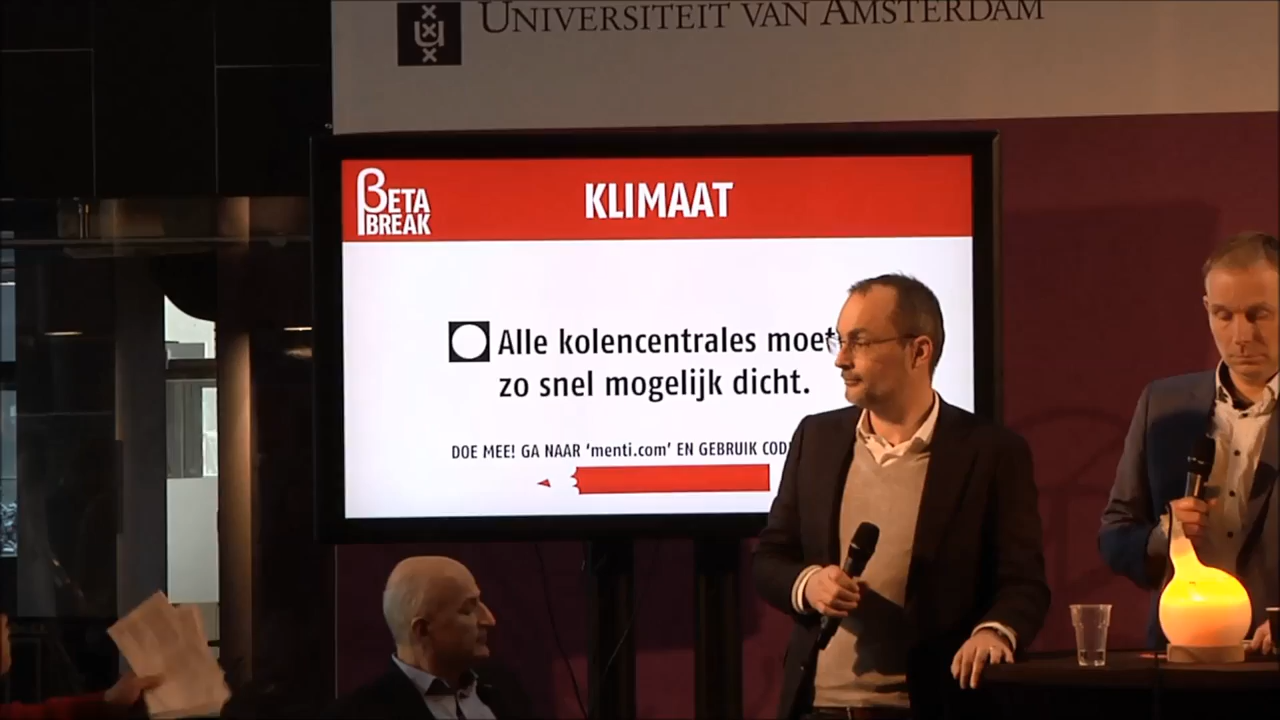 UNIVERSITEIT VAN AMSTERDAM
βETA
BREAK
KLIMAAT
Alle kolencentrales moet
zo snel mogelijk dicht.
DOE MEE! GA NAAR ‘menti.com’ EN GEBRUIK COD